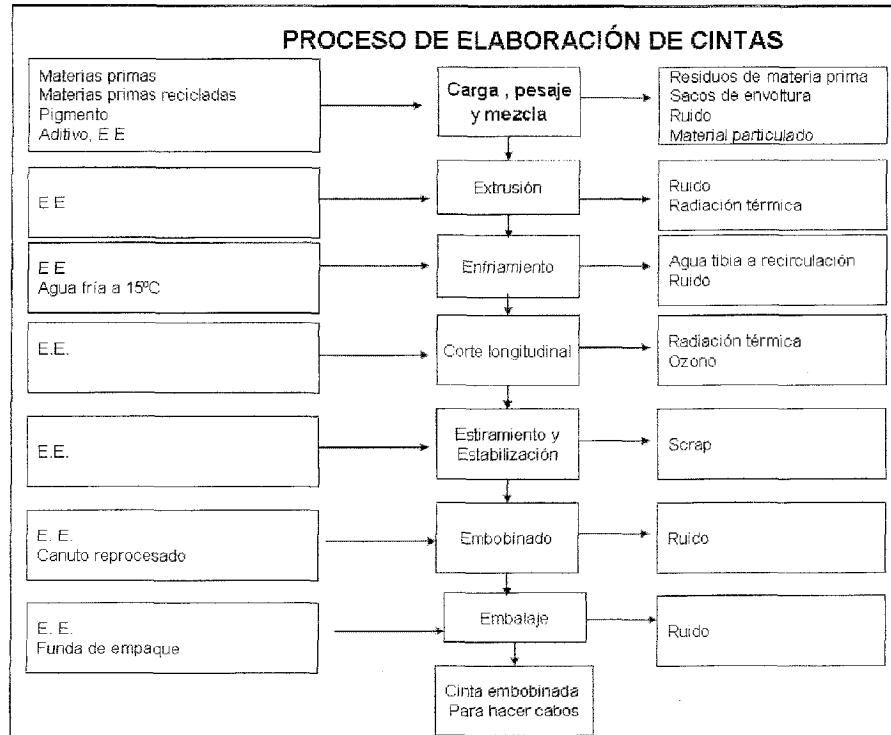 PROCESO DE ELABORACIÓN DE CINTAS
Materias primas
Materias primas recicladas
Pigmento
Aditivo, E E
Carga , pesaje
y mezcla
Residuos de materia prima
Sacos de envoltura
Ruido
Material particulado
E E
Extrusión
Ruido
Radiación térmica
E E
Agua fría a 15ºC
Enfriamiento
Agua tibia a recirculación
Ruido
E.E.
Corte longitudinal
Radiación térmica
Ozono
E.E.
Estiramiento y
Estabilización
Scrap
E. E.
Canuto reprocesado
Embobinado
Ruido
E. E.
Funda de empaque
Embalaje
Ruido
Cinta embobinada
Para hacer cabos